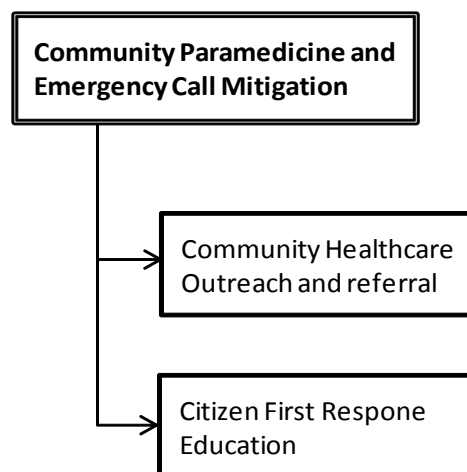 Community Paramedicine and
Emergency Call Mitigation
Community Healthcare
Outreach and referral
Citizen First Respone
Education